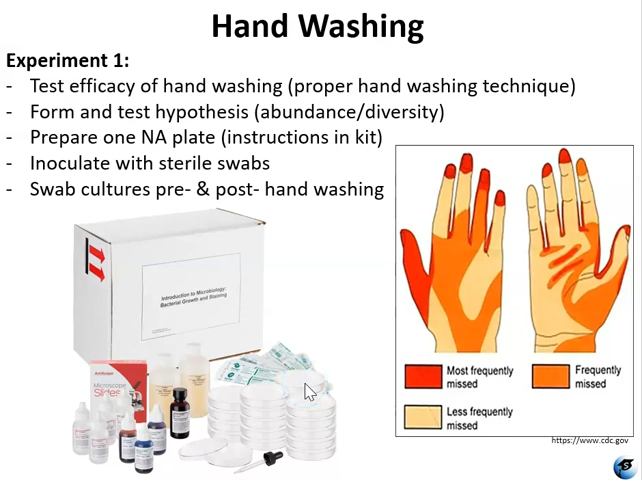 Hand Washing
Experiment 1:
- Test efficacy of hand washing (proper hand washing technique)
- Form and test hypothesis (abundance/diversity)
- Prepare one NA plate (instructions in kit)
- Inoculate with sterile swabs
- Swab cultures pre- & post- hand washing
Introduction to Microbiology:
Bacterial Growth and Staining
Microscope
Slides
Most frequently
missed
Frequently
missed
Less frequently
missed
https://www.cdc.gov